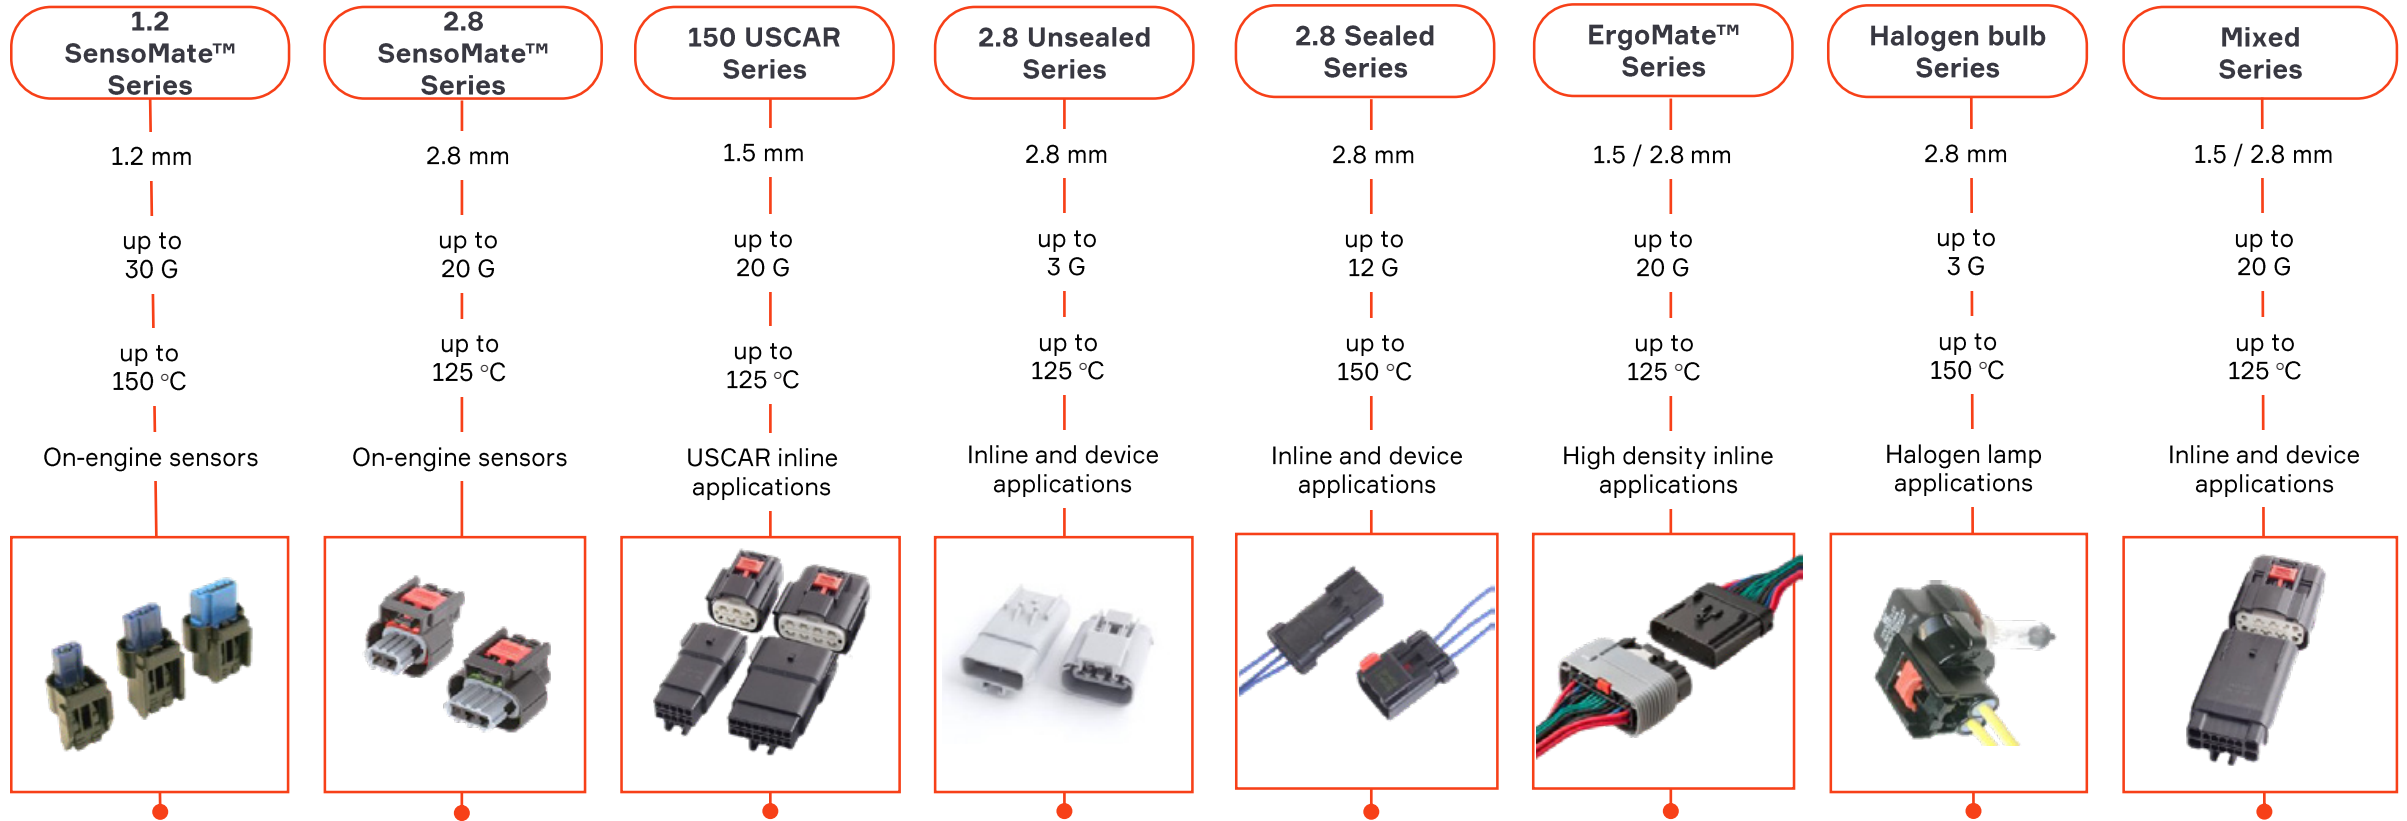 1.2
SensoMate™
Series
1.2 mm
up to
30 G
up to
150 °C
On-engine sensors
2.8
SensoMate™
Series
2.8 mm
up to
20 G
up to
125 °C
On-engine sensors
150 USCAR
Series
1.5 mm
up to
20 G
up to
125 °C
USCAR inline
applications
2.8 Unsealed
Series
2.8 mm
up to
3 G
up to
125 °C
Inline and device
applications
2.8 Sealed
Series
2.8 mm
up to
12 G
up to
150 °C
Inline and device
applications
ErgoMate™
Series
1.5 / 2.8 mm
up to
20 G
up to
125 °C
High density inline
applications
Halogen bulb
Series
2.8 mm
up to
3 G
up to
150 °C
Halogen lamp
applications
Mixed
Series
1.5 / 2.8 mm
up to
20 G
up to
125 °C
Inline and device
applications